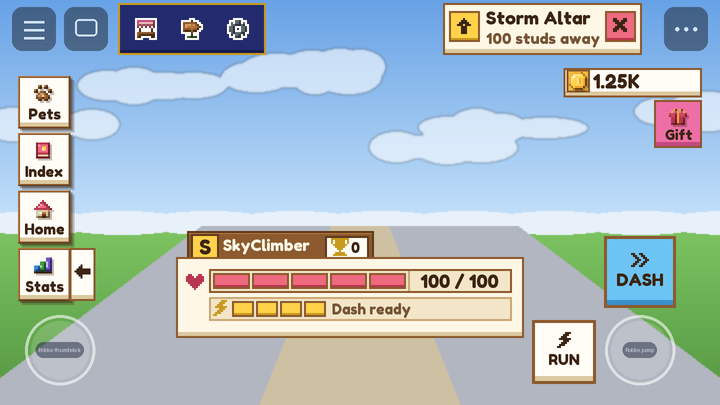 Storm Altar
100 studs away
1.25K
Pets
Gift
Index
Home
S SkyClimber 0
Stats
100 / 100
Dash ready
DASH
RUN
Roblox thumbstick
Roblox jump